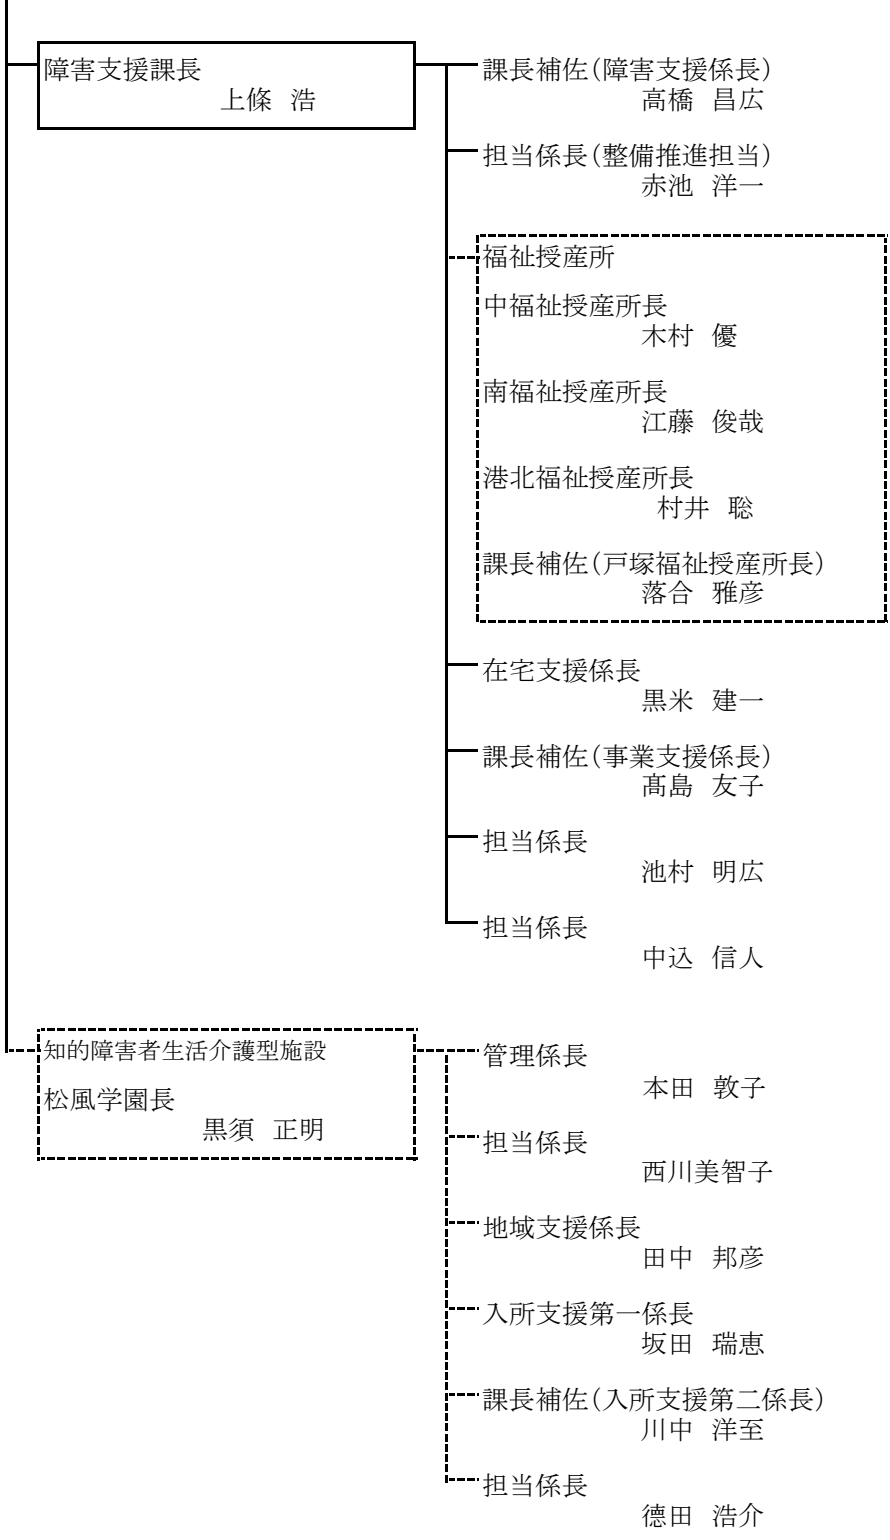 障害支援課長
上條 浩
課長補佐(障害支援係長)
高橋 昌広
担当係長(整備推進担当)
赤池 洋一
福祉授産所
中福祉授産所長
木村 優
南福祉授産所長
江藤 俊哉
港北福祉授産所長
村井 聡
課長補佐(戸塚福祉授産所長)
落合 雅彦
在宅支援係長
黒米 建一
課長補佐(事業支援係長)
髙島 友子
担当係長
池村 明広
担当係長
中込 信人
知的障害者生活介護型施設
松風学園長
黒須 正明
管理係長
本田 敦子
担当係長
西川美智子
地域支援係長
田中 邦彦
入所支援第一係長
坂田 瑞恵
課長補佐(入所支援第二係長)
川中 洋至
担当係長
德田 浩介